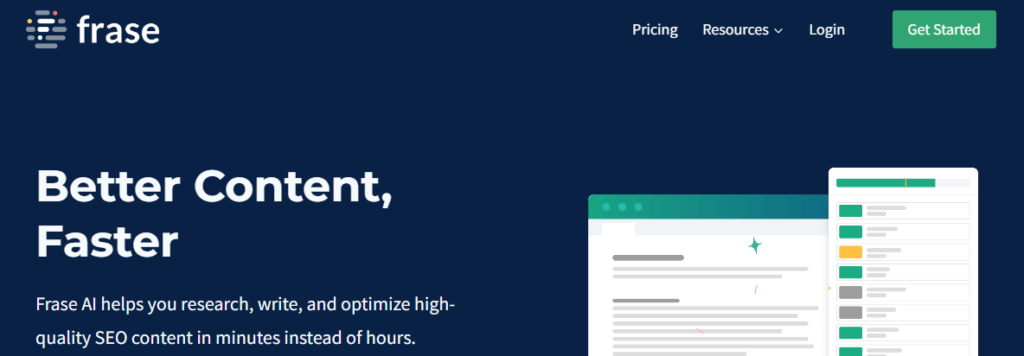 frase
Pricing
Resources
Login
Get Started
Better Content,
Faster
Frase AI helps you research, write, and optimize high-
quality SEO content in minutes instead of hours.